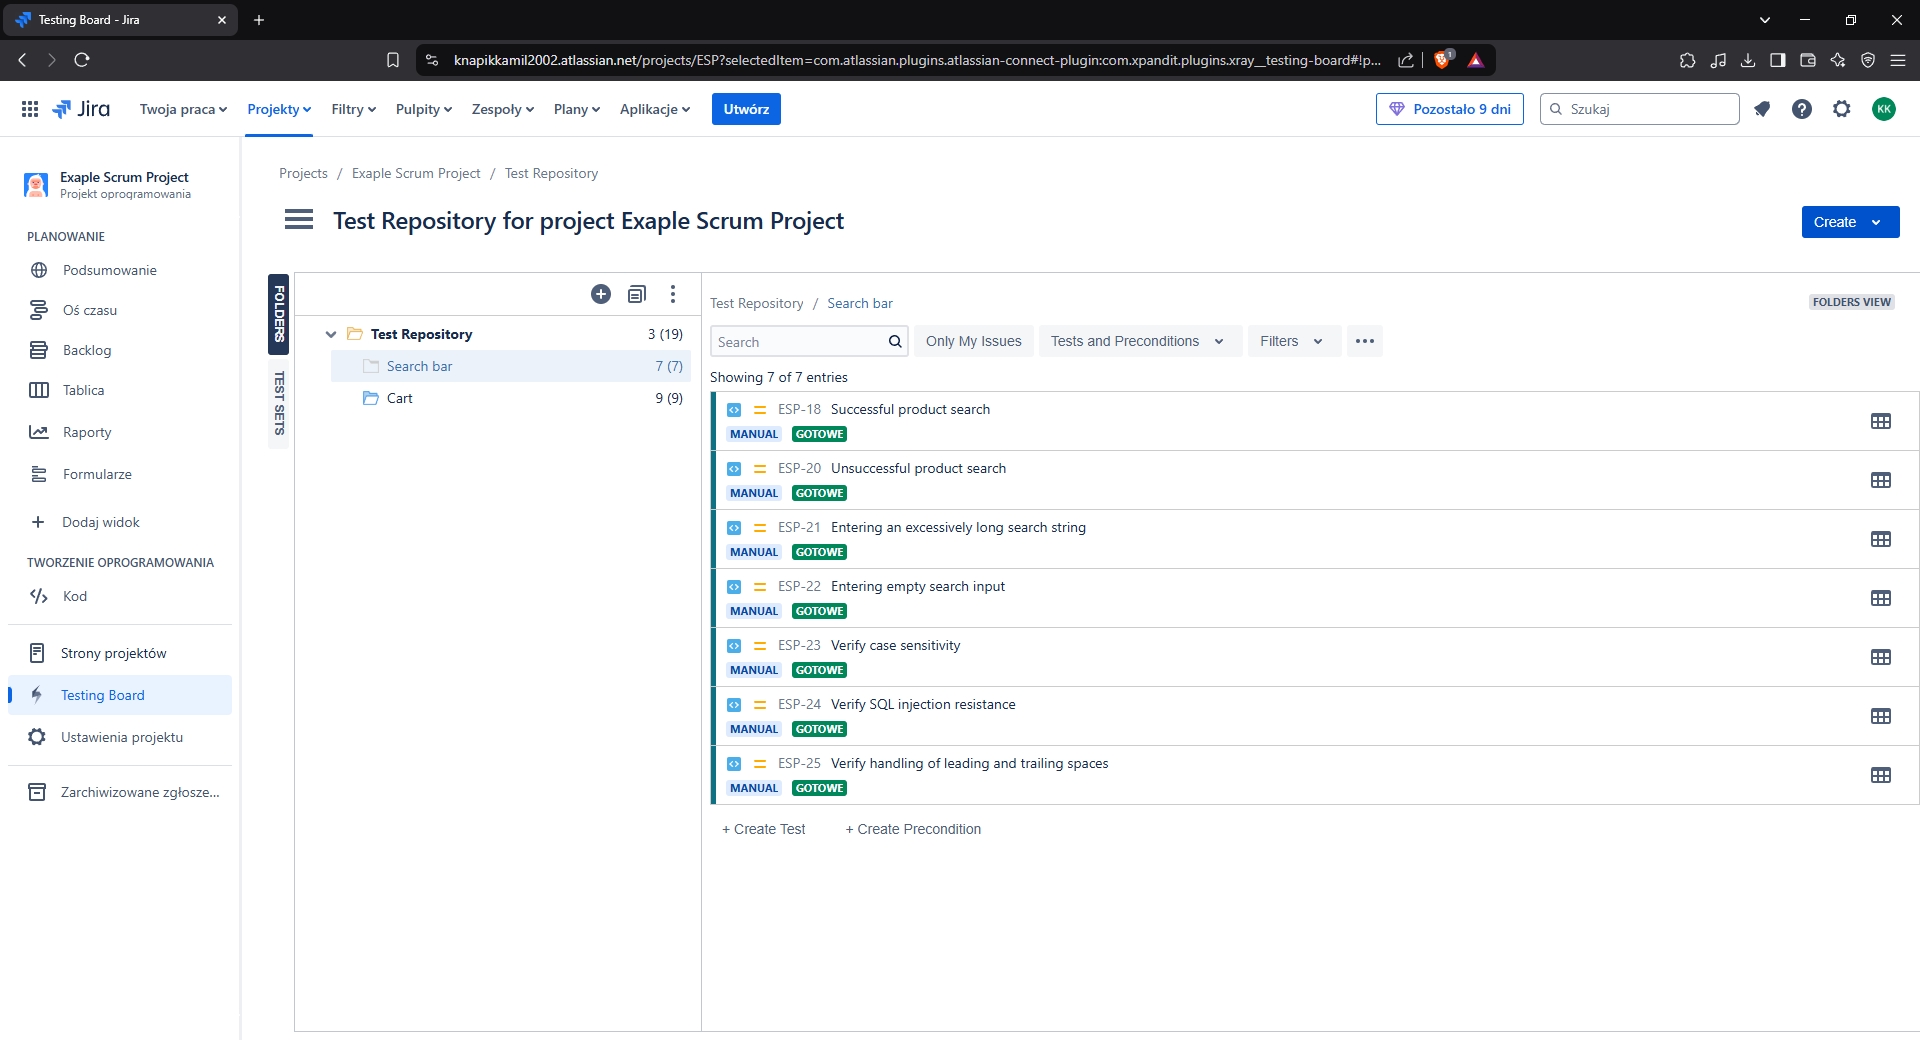 Testing Board - Jira
knapikkamil2002.atlassian.net/projects/ESP?selectedItem=com.atlassian.plugins.atlassian-connect-plugin:com.xpandit.plugins.xray__testing-board#!p...
1
Jira
Twoja praca
Projekty
Filtry
Pulpity
Zespoły
Plany
Aplikacje
Utwórz
Pozostało 9 dni
Szukaj
KK
Exaple Scrum Project
Projekt oprogramowania
PLANOWANIE
Podsumowanie
Oś czasu
Backlog
Tablica
Raporty
Formularze
Dodaj widok
TWORZENIE OPROGRAMOWANIA
Kod
Strony projektów
Testing Board
Ustawienia projektu
Zarchiwizowane zgłosze...
Projects / Exaple Scrum Project / Test Repository
Test Repository for project Exaple Scrum Project
Create
FOLDERS
TEST SETS
Test Repository 3 (19)
Search bar 7 (7)
Cart 9 (9)
Test Repository / Search bar
FOLDERS VIEW
Search
Only My Issues
Tests and Preconditions
Filters
Showing 7 of 7 entries
ESP-18 Successful product search
MANUAL GOTOWE
ESP-20 Unsuccessful product search
MANUAL GOTOWE
ESP-21 Entering an excessively long search string
MANUAL GOTOWE
ESP-22 Entering empty search input
MANUAL GOTOWE
ESP-23 Verify case sensitivity
MANUAL GOTOWE
ESP-24 Verify SQL injection resistance
MANUAL GOTOWE
ESP-25 Verify handling of leading and trailing spaces
MANUAL GOTOWE
+ Create Test
+ Create Precondition